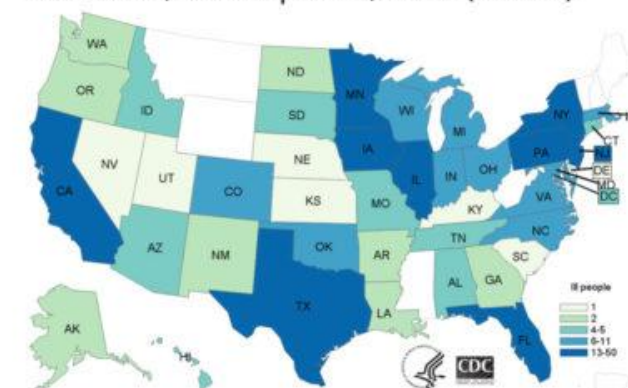 WA
ND
MN
OR
ID
SD
WI
MI
NY
CT
NV
UT
NE
IA
PA
NJ
DE
MD
DC
CA
CO
KS
IL
IN
OH
VA
MO
KY
NC
TN
AZ
NM
OK
AR
SC
AL
GA
TX
LA
FL
AK
HI
Ill people
1
2
4-5
6-11
13-50
CDC